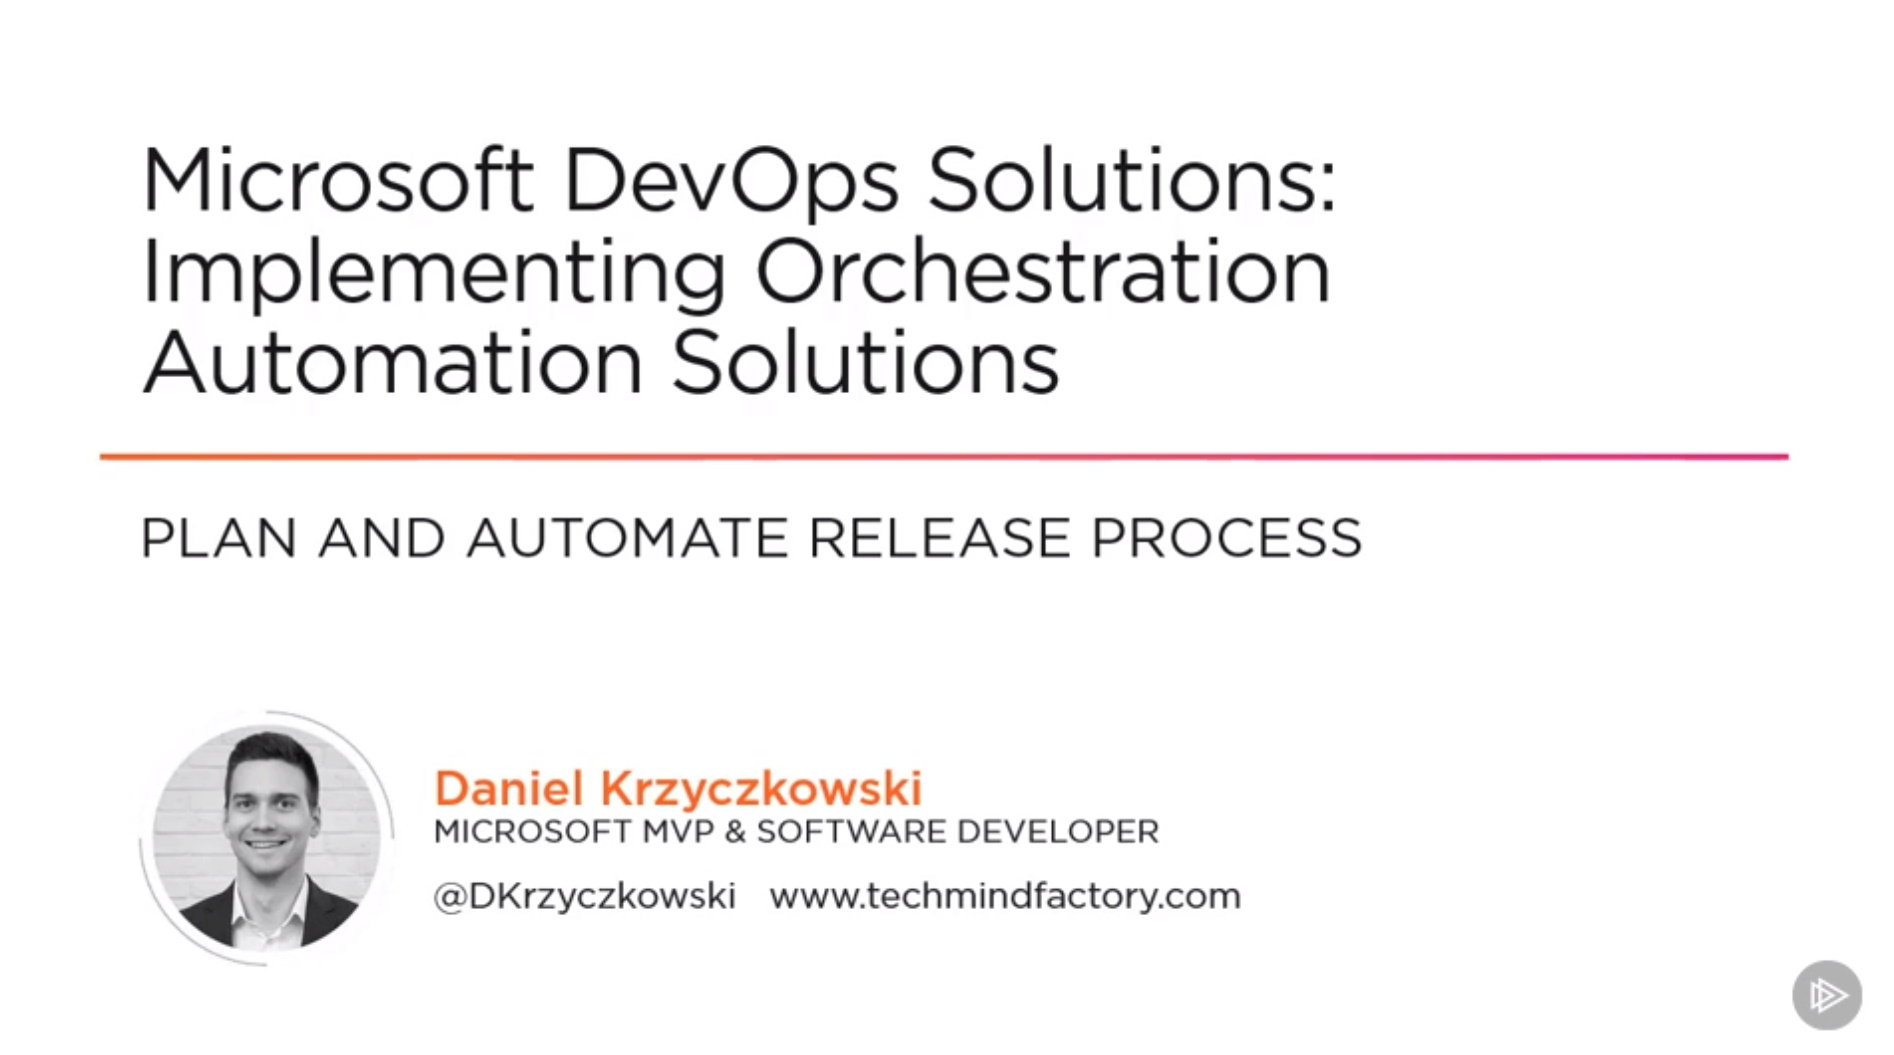 Microsoft DevOps Solutions:
Implementing Orchestration
Automation Solutions
PLAN AND AUTOMATE RELEASE PROCESS
Daniel Krzyczkowski
MICROSOFT MVP & SOFTWARE DEVELOPER
@DKrzyczkowski www.techmindfactory.com